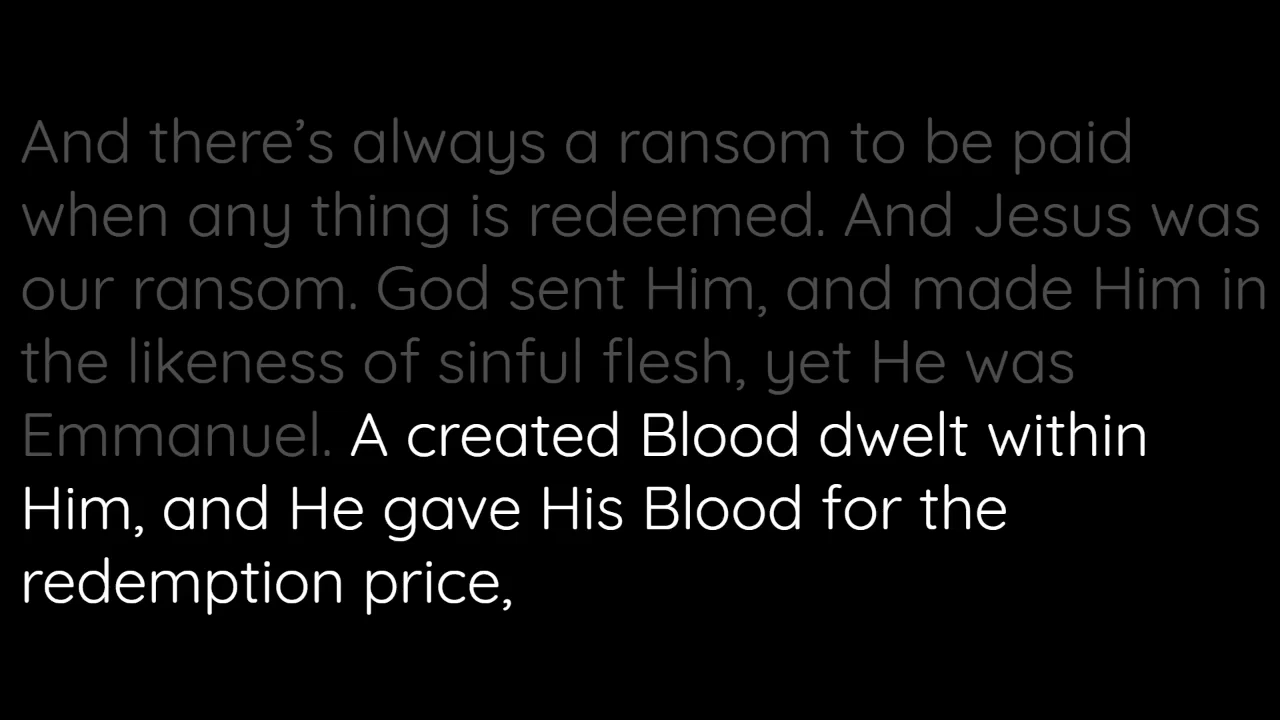 And there’s always a ransom to be paid
when any thing is redeemed. And Jesus was
our ransom. God sent Him, and made Him in
the likeness of sinful flesh, yet He was
Emmanuel. A created Blood dwelt within
Him, and He gave His Blood for the
redemption price,